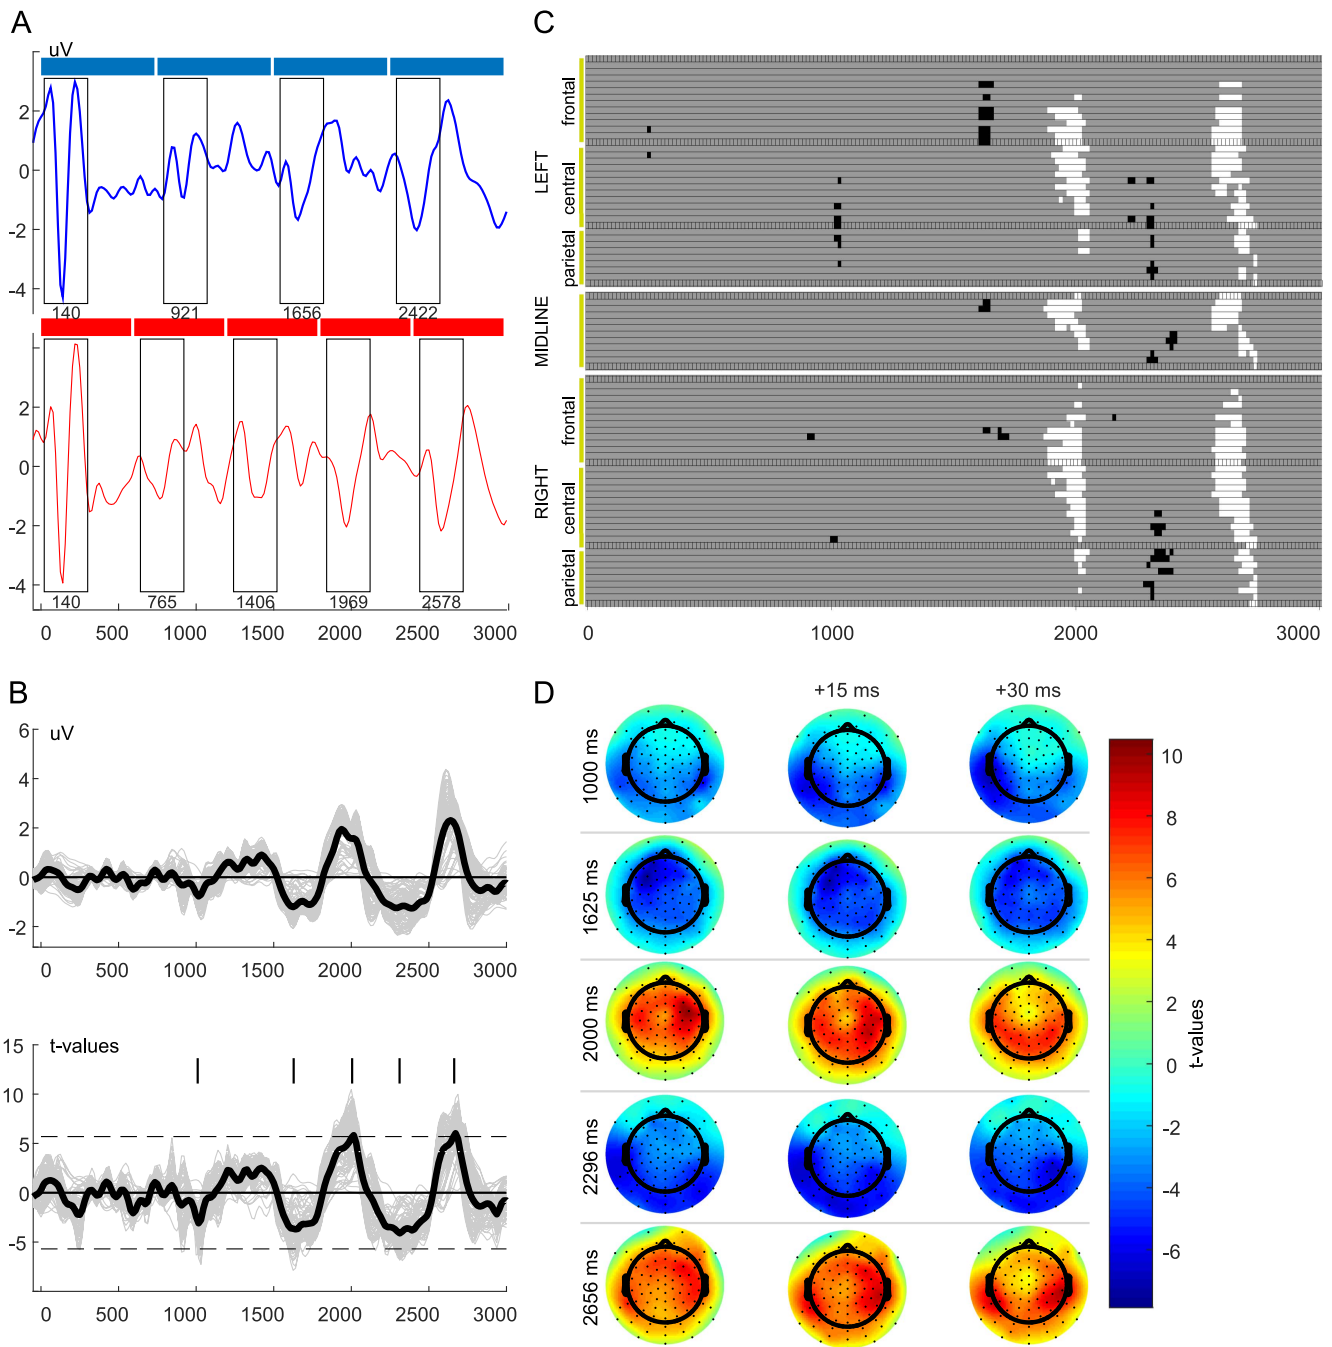 A
uV
2
0
-2
-4
140
921
1656
2422
2
0
-2
-4
140
765
1406
1969
2578
0 500 1000 1500 2000 2500 3000
B
6
uV
4
2
0
-2
0 500 1000 1500 2000 2500 3000
15
t-values
10
5
0
-5
0 500 1000 1500 2000 2500 3000
C
LEFT
frontal
central
parietal
MIDLINE
RIGHT
frontal
central
parietal
0 1000 2000 3000
D
+15 ms
+30 ms
1000 ms
1625 ms
2000 ms
2296 ms
2656 ms
10
8
6
4
2
0
-2
-4
-6
t-values